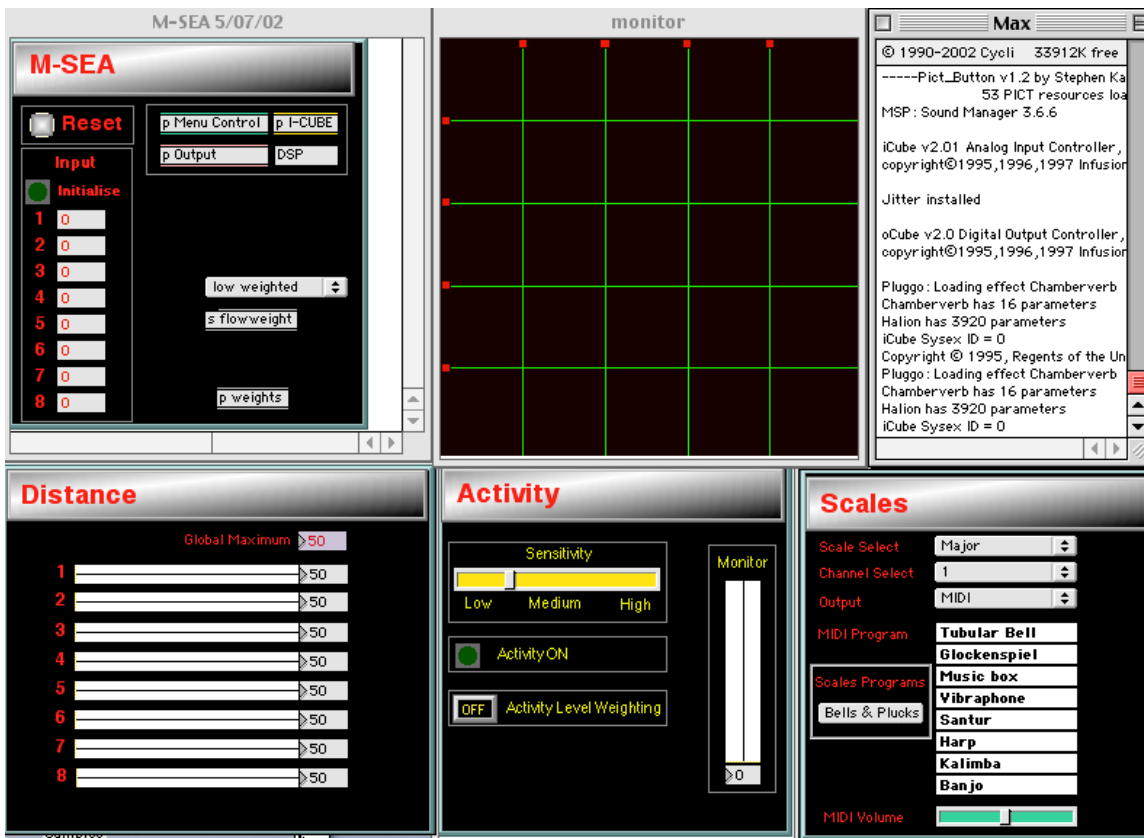 M-SEA 5/07/02
M-SEA
Reset
p Menu Control
p I-CUBE
p Output
DSP
Input
Initialise
1 0
2 0
3 0
4 0
5 0
6 0
7 0
8 0
low weighted
s flowweight
p weights
monitor
Max
© 1990-2002 Cycli 33912K free
-----Pict_Button v1.2 by Stephen Ka
53 PICT resources loa
MSP: Sound Manager 3.6.6
iCube v2.01 Analog Input Controller,
copyright©1995,1996,1997 Infusion
Jitter installed
oCube v2.0 Digital Output Controller,
copyright©1995,1996,1997 Infusion
Pluggo: Loading effect Chamberverb
Chamberverb has 16 parameters
Halion has 3920 parameters
iCube Sysex ID = 0
Copyright © 1995, Regents of the Un
Pluggo: Loading effect Chamberverb
Chamberverb has 16 parameters
Halion has 3920 parameters
iCube Sysex ID = 0
Distance
Global Maximum 50
1 50
2 50
3 50
4 50
5 50
6 50
7 50
8 50
Activity
Sensitivity
Low Medium High
Activity ON
OFF Activity Level Weighting
Monitor
0
Scales
Scale Select Major
Channel Select 1
Output MIDI
MIDI Program
Tubular Bell
Glockenspiel
Music box
Vibraphone
Santur
Harp
Kalimba
Banjo
Scales Programs
Bells & Plucks
MIDI Volume